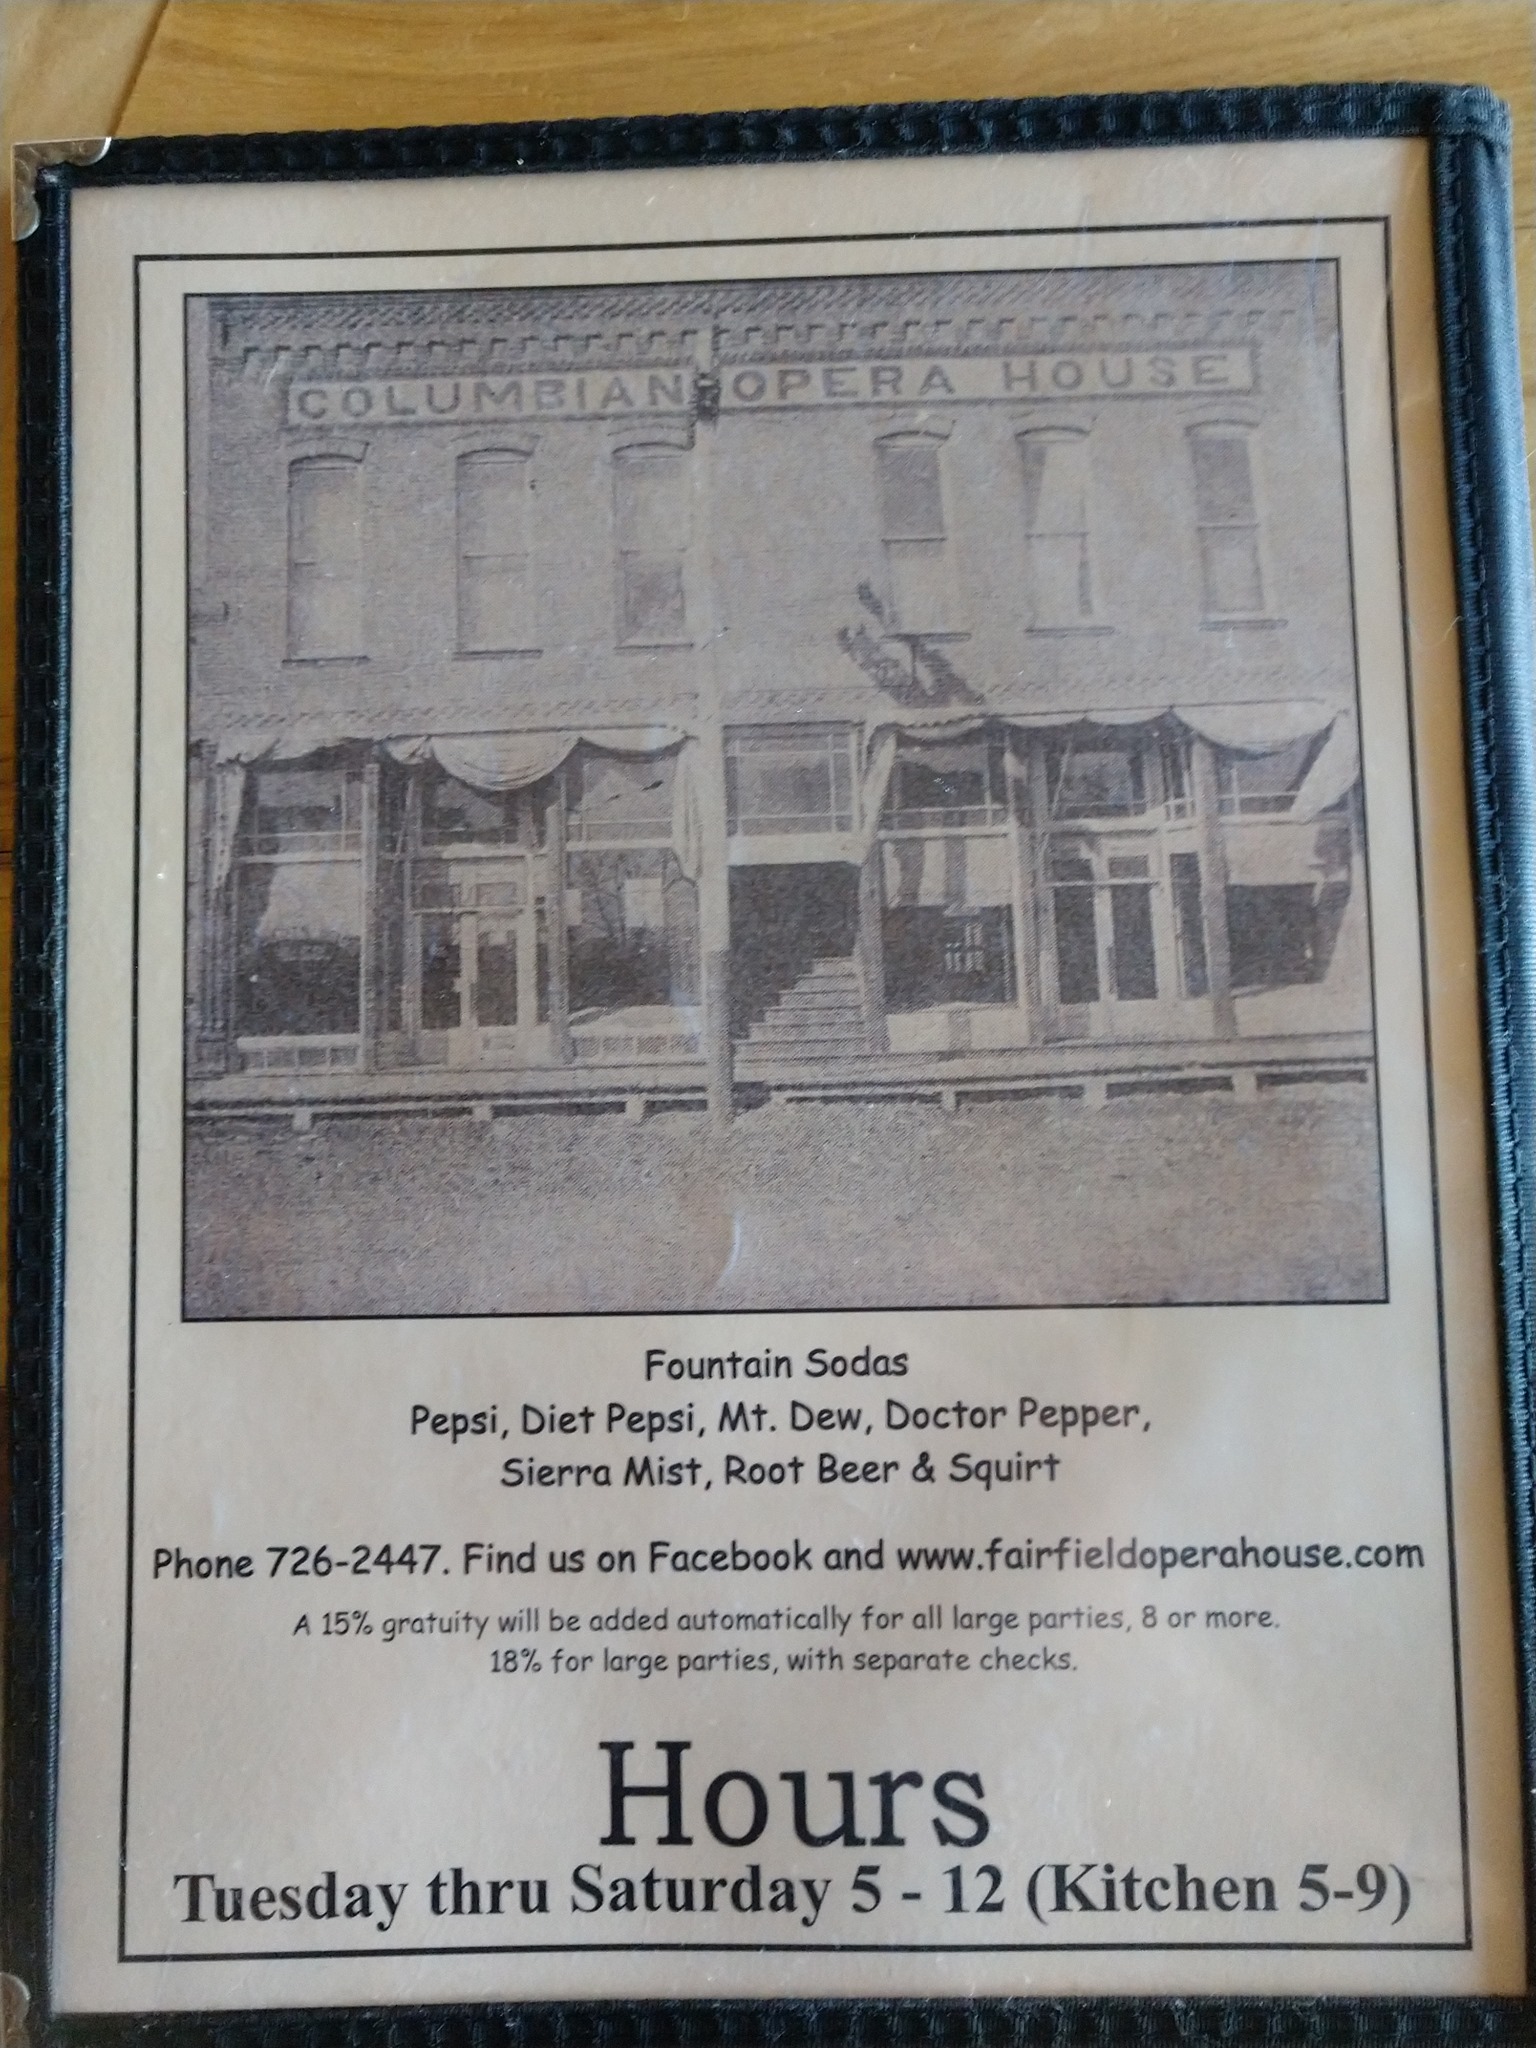 COLUMBIAN OPERA HOUSE
Fountain Sodas
Pepsi, Diet Pepsi, Mt. Dew, Doctor Pepper,
Sierra Mist, Root Beer & Squirt
Phone 726-2447. Find us on Facebook and www.fairfieldoperahouse.com
A 15% gratuity will be added automatically for all large parties, 8 or more.
18% for large parties, with separate checks.
Hours
Tuesday thru Saturday 5 - 12 (Kitchen 5-9)